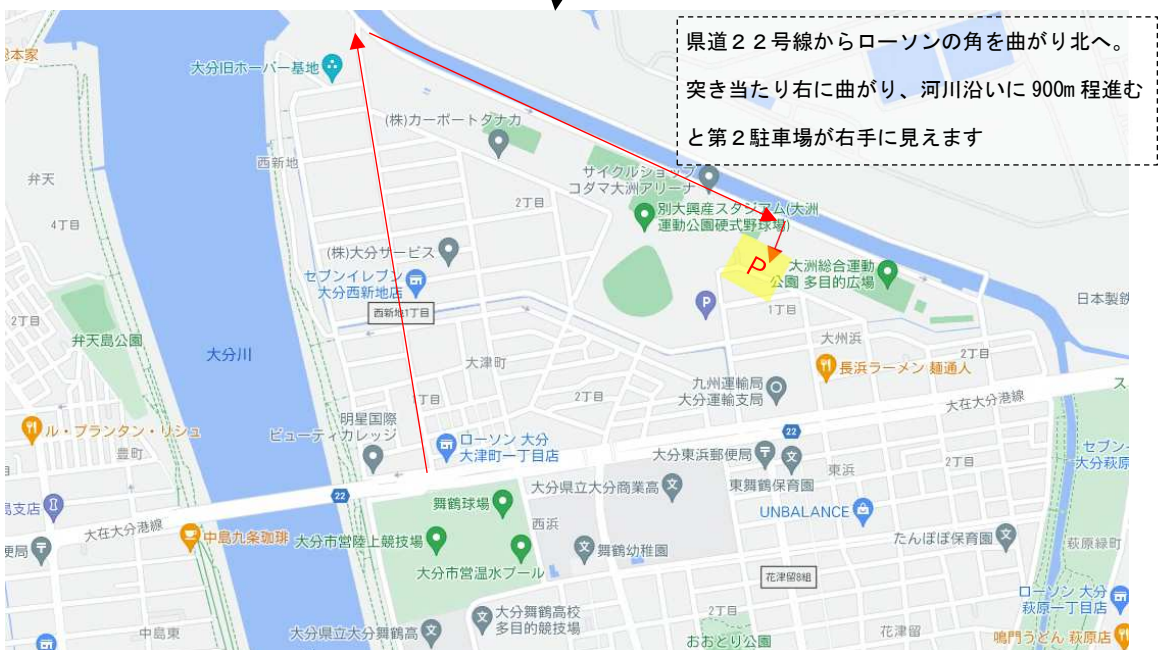 県道２２号線からローソンの角を曲がり北へ。
突き当たり右に曲がり、河川沿いに 900m 程進む
と第２駐車場が右手に見えます
本家
大分旧ホーバー基地
(株)カーポートタナカ
西新地
弁天
4丁目
2丁目
サイクルショップ
コダマ大洲アリーナ
別大興産スタジアム(大洲
運動公園硬式野球場)
(株)大分サービス
セブンイレブン
大分西新地店
P
大洲総合運動
公園 多目的広場
西新地1丁目
P
1丁目
日本製鉄
2丁目
弁天島公園
大分川
大津町
大州浜
2丁目
長浜ラーメン 麺通人
九州運輸局
大分運輸支局
1丁目
2丁目
大在大分港線
ス
明星国際
ビューティカレッジ
ル・プランタン・リシュ
豊町
ローソン 大分
大津町一丁目店
22
大分東浜郵便局
東浜
2丁目
セブン-
大分萩原
22
大分県立大分商業高
東舞鶴保育園
舞鶴球場
島支店
大在大分港線
西浜
UNBALANCE
中島九条珈琲
大分市営陸上競技場
たんぽぽ保育園
萩原緑町
便局
舞鶴幼稚園
大分市営温水プール
花津留8組
ローソン 大分
萩原一丁目店
大分舞鶴高校
多目的競技場
2丁目
中島東
大分県立大分舞鶴高
おおとり公園
花津留
鳴門うどん 萩原店